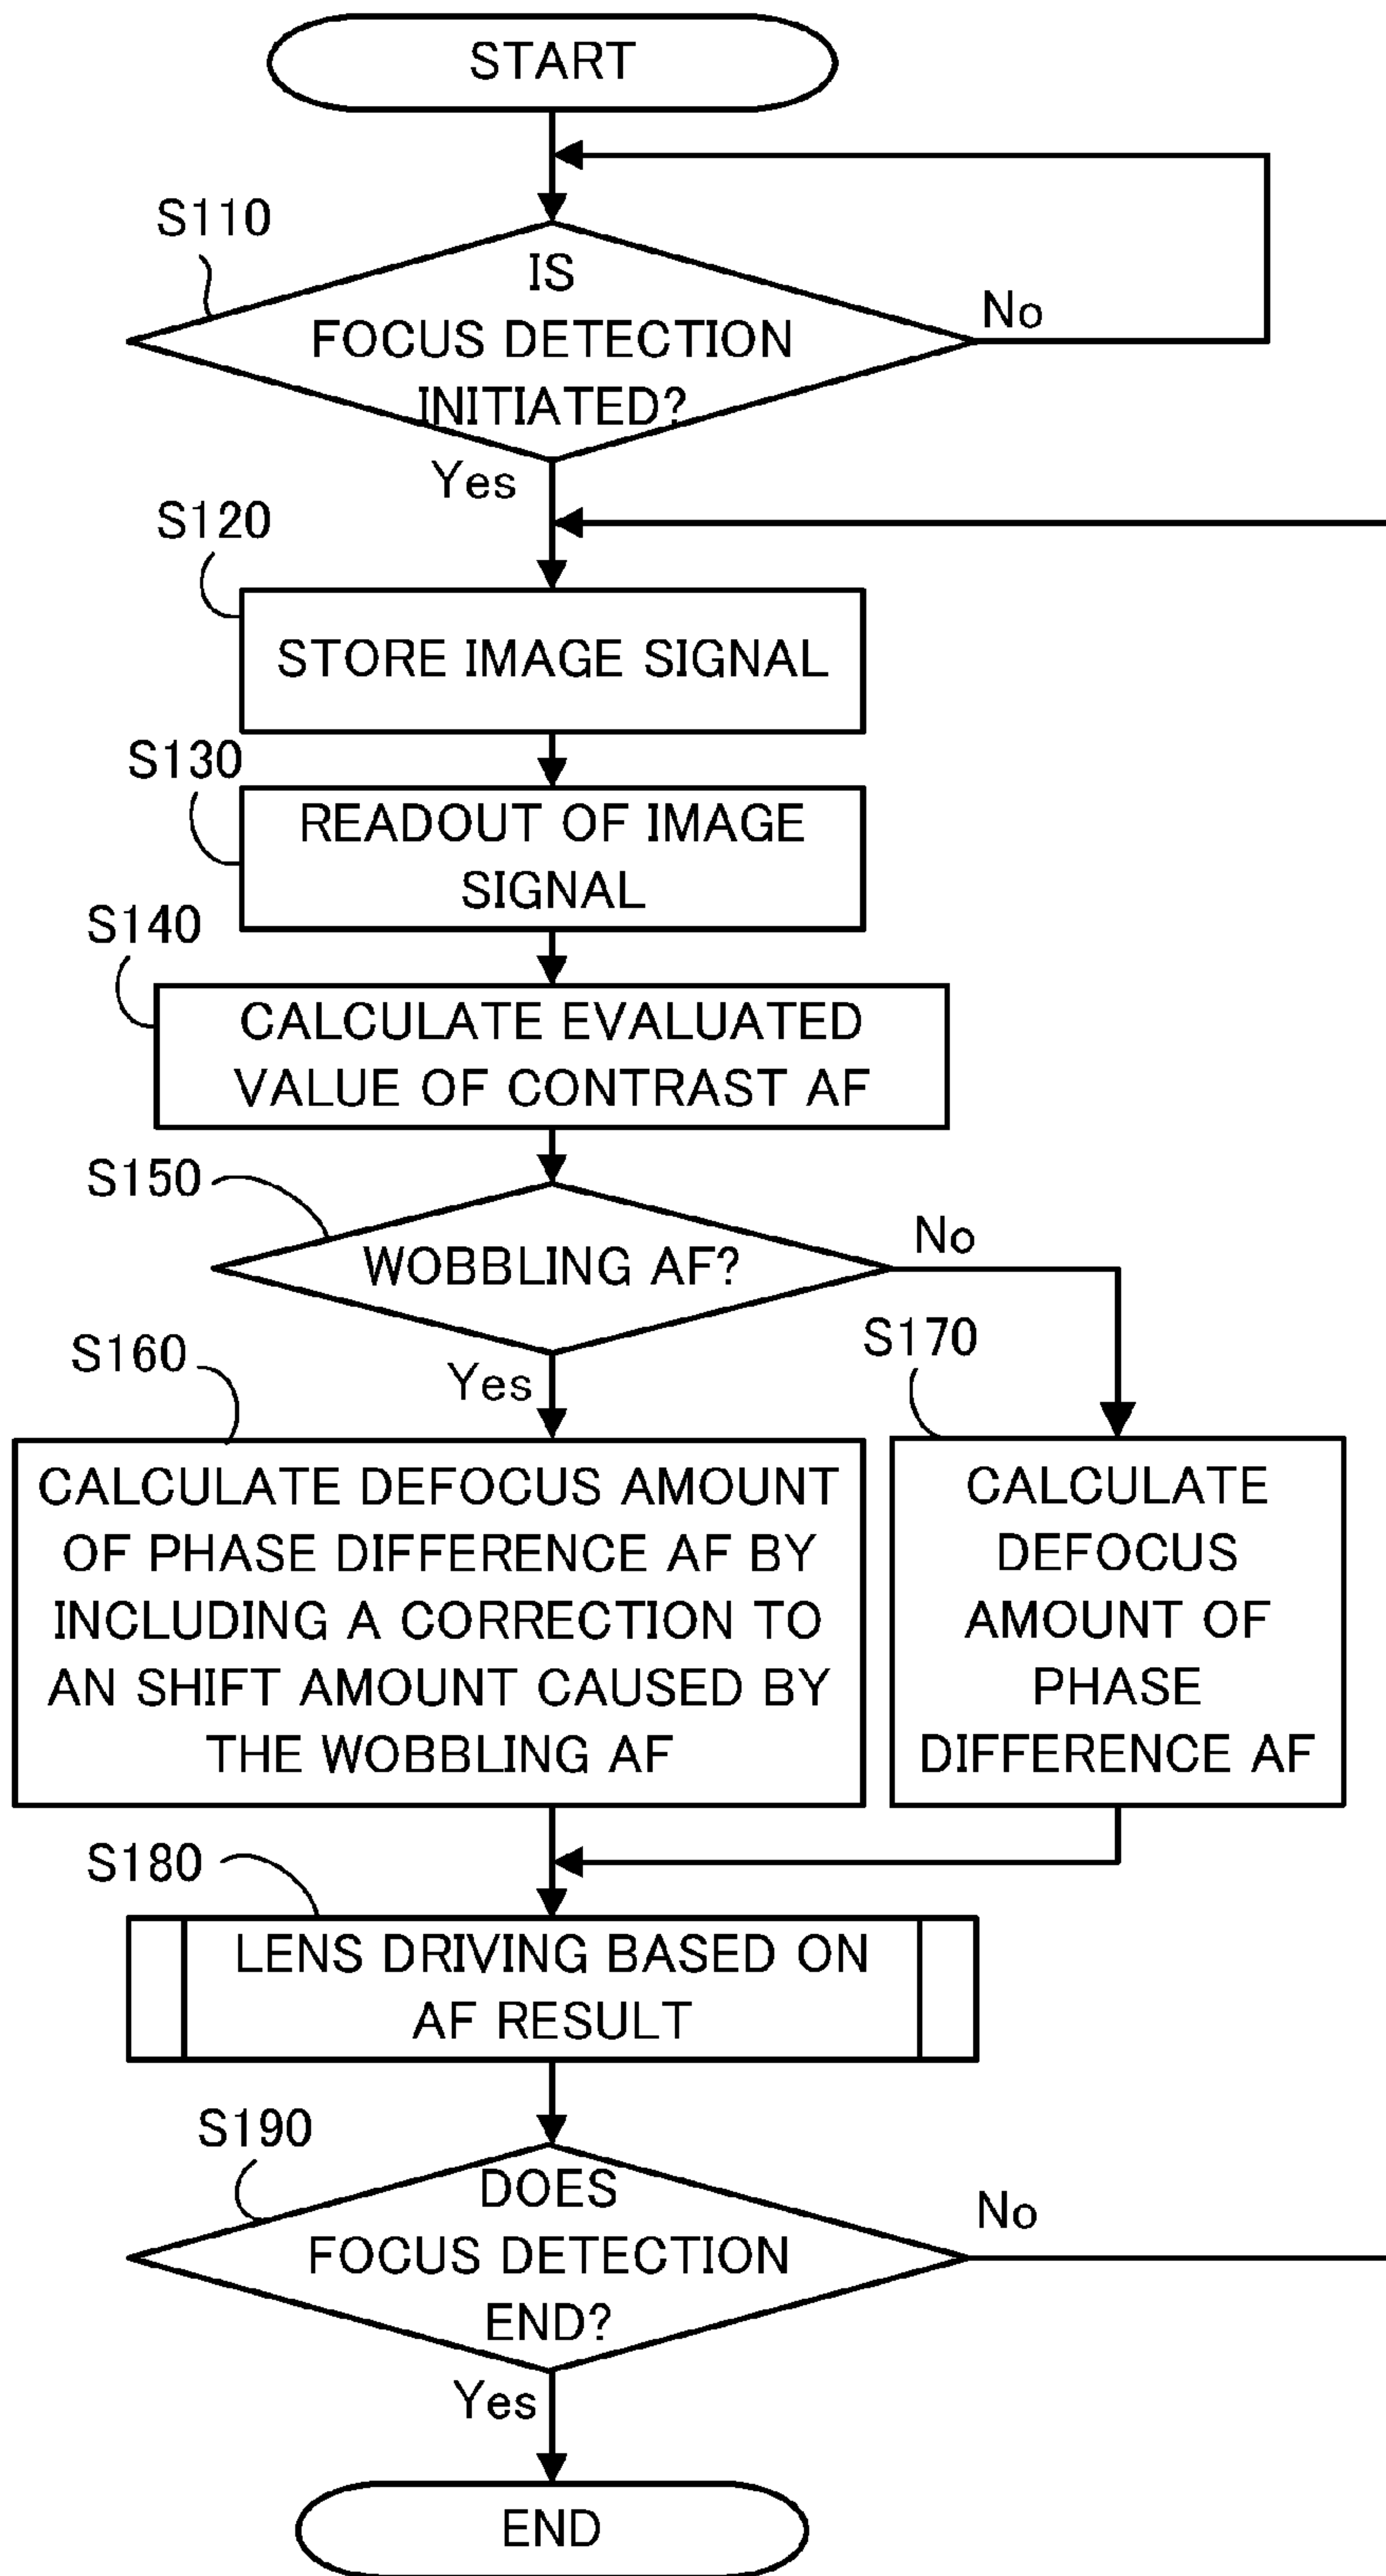 START
S110
IS
FOCUS DETECTION
INITIATED?
No
Yes
S120
STORE IMAGE SIGNAL
S130
READOUT OF IMAGE
SIGNAL
S140
CALCULATE EVALUATED
VALUE OF CONTRAST AF
S150
WOBBLING AF?
No
S160
Yes
S170
CALCULATE DEFOCUS AMOUNT
OF PHASE DIFFERENCE AF BY
INCLUDING A CORRECTION TO
AN SHIFT AMOUNT CAUSED BY
THE WOBBLING AF
CALCULATE
DEFOCUS
AMOUNT OF
PHASE
DIFFERENCE AF
S180
LENS DRIVING BASED ON
AF RESULT
S190
DOES
FOCUS DETECTION
END?
No
Yes
END